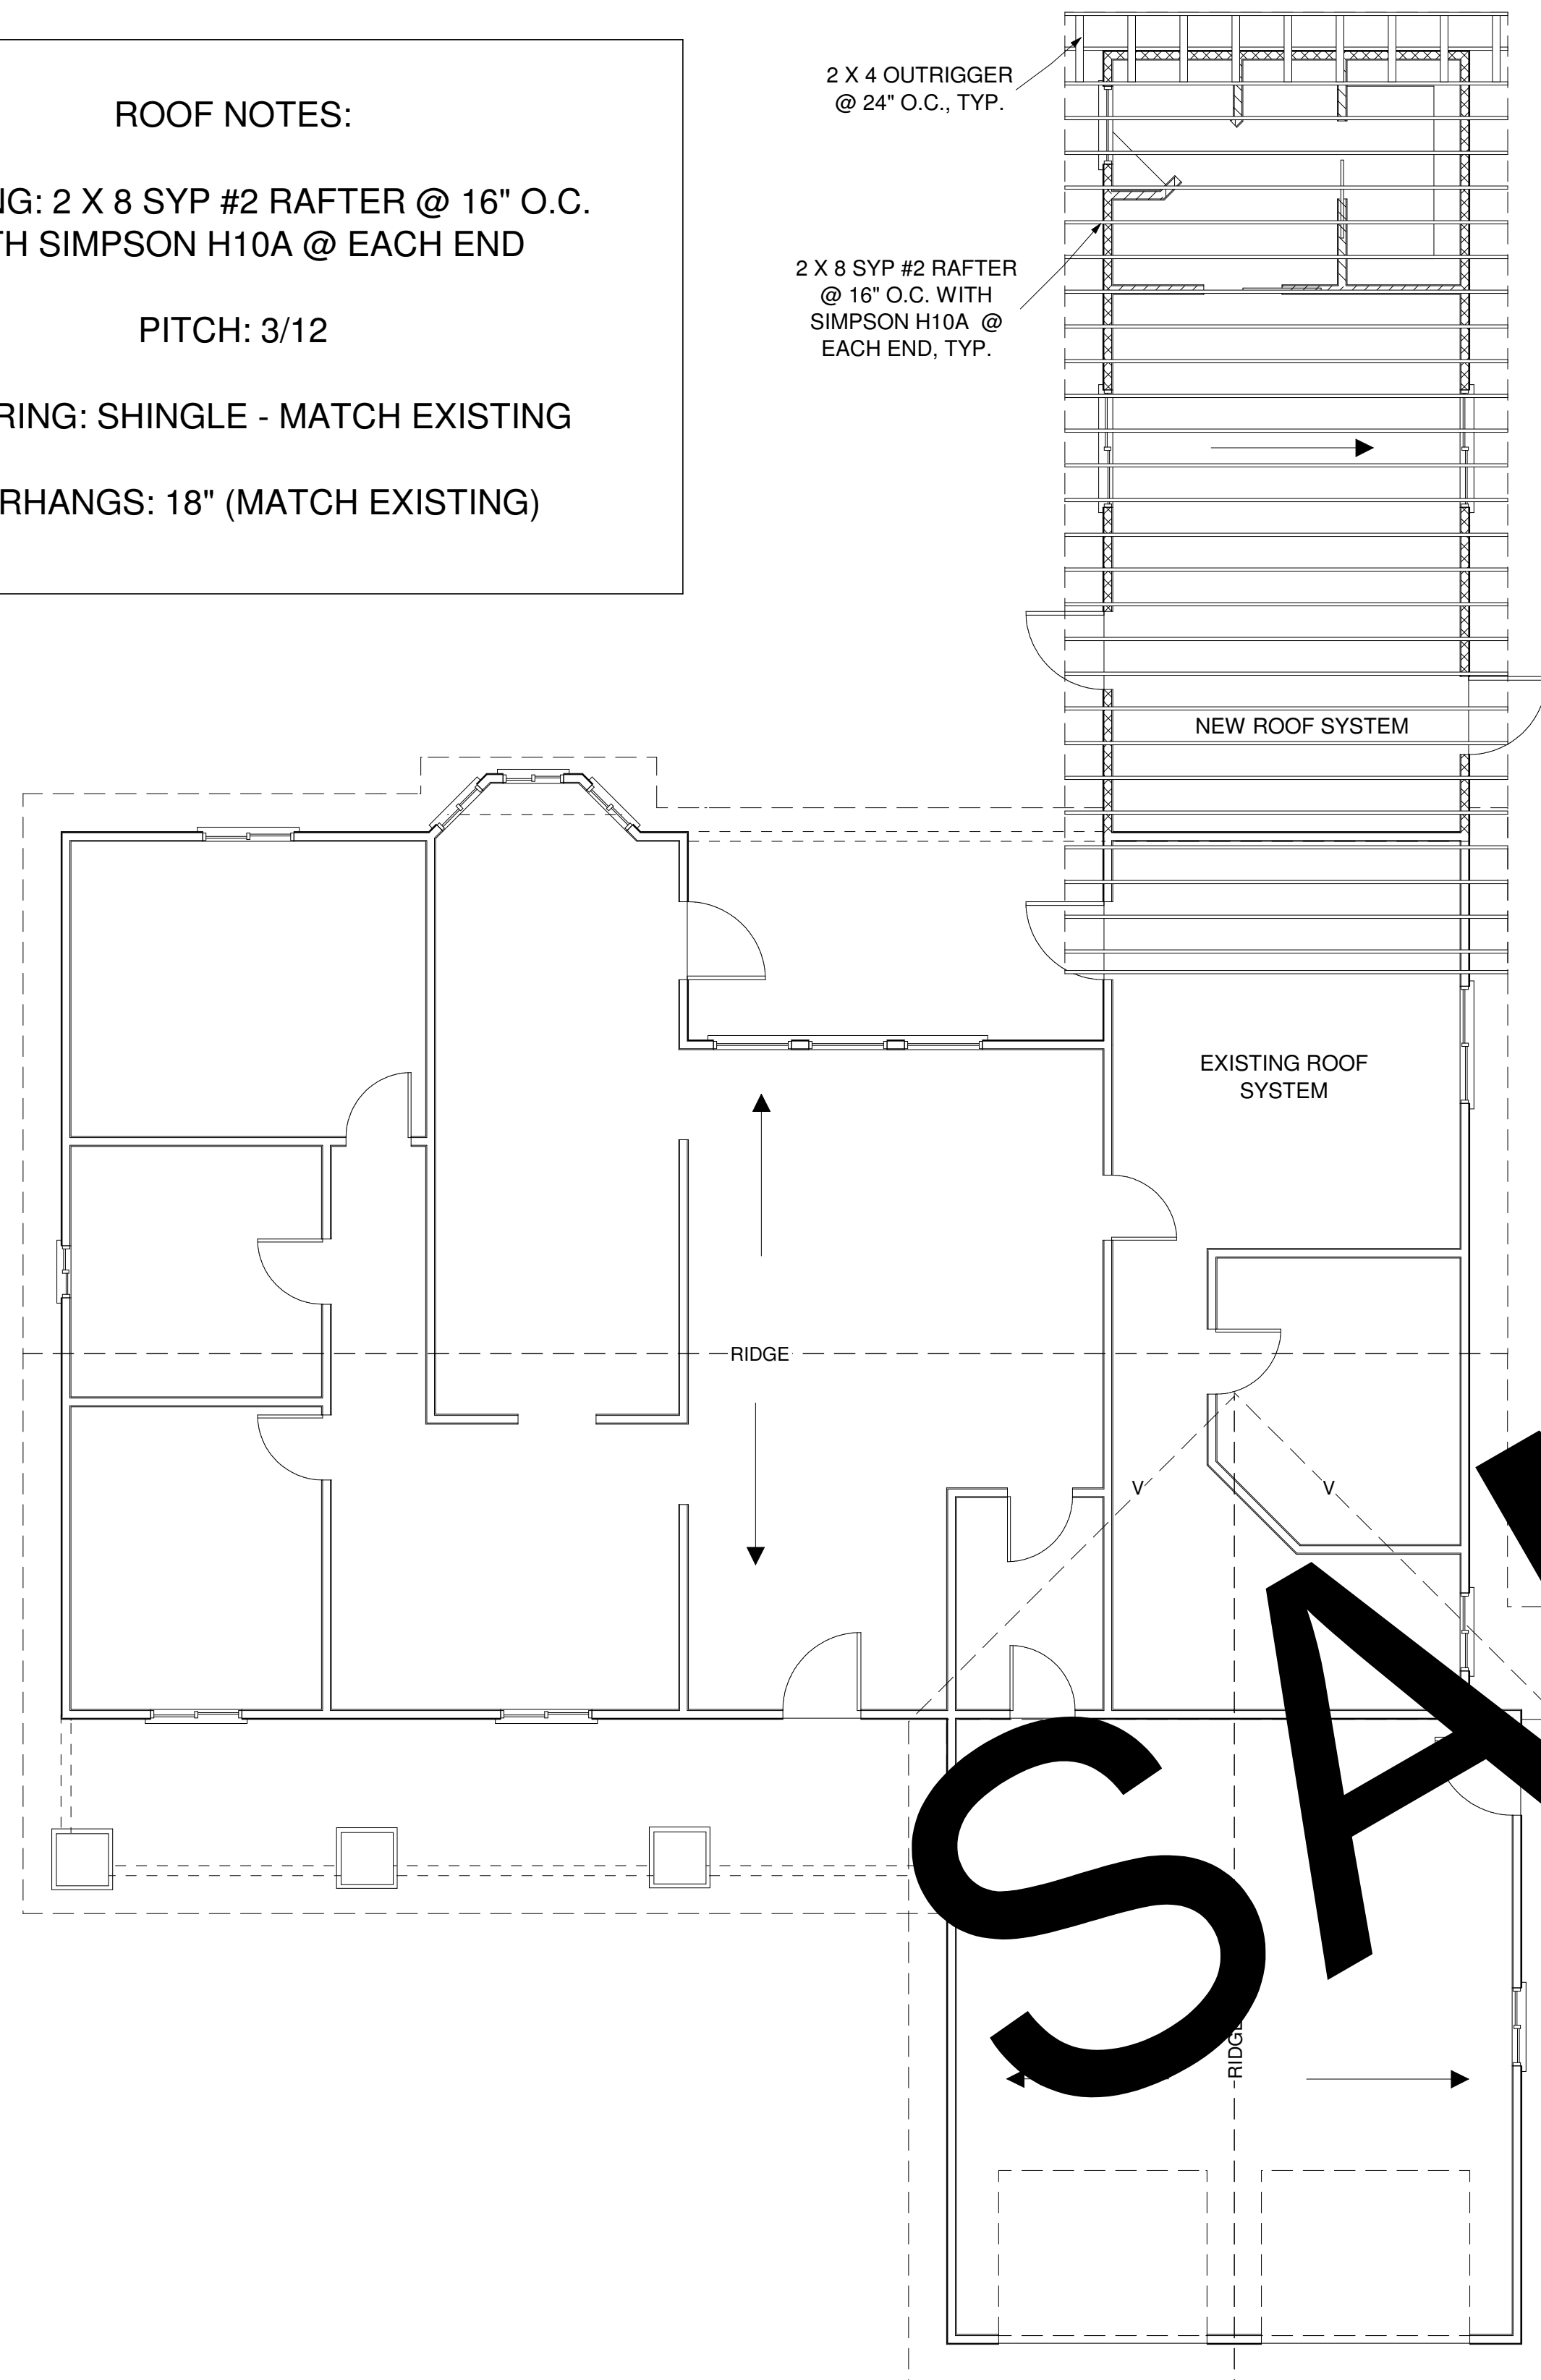 ROOF NOTES:
NG: 2 X 8 SYP #2 RAFTER @ 16" O.C.
TH SIMPSON H10A @ EACH END
PITCH: 3/12
RING: SHINGLE - MATCH EXISTING
RHANGS: 18" (MATCH EXISTING)
2 X 4 OUTRIGGER
@ 24" O.C., TYP.
2 X 8 SYP #2 RAFTER
@ 16" O.C. WITH
SIMPSON H10A @
EACH END, TYP.
NEW ROOF SYSTEM
EXISTING ROOF
SYSTEM
RIDGE
V
V
SA
RIDGE